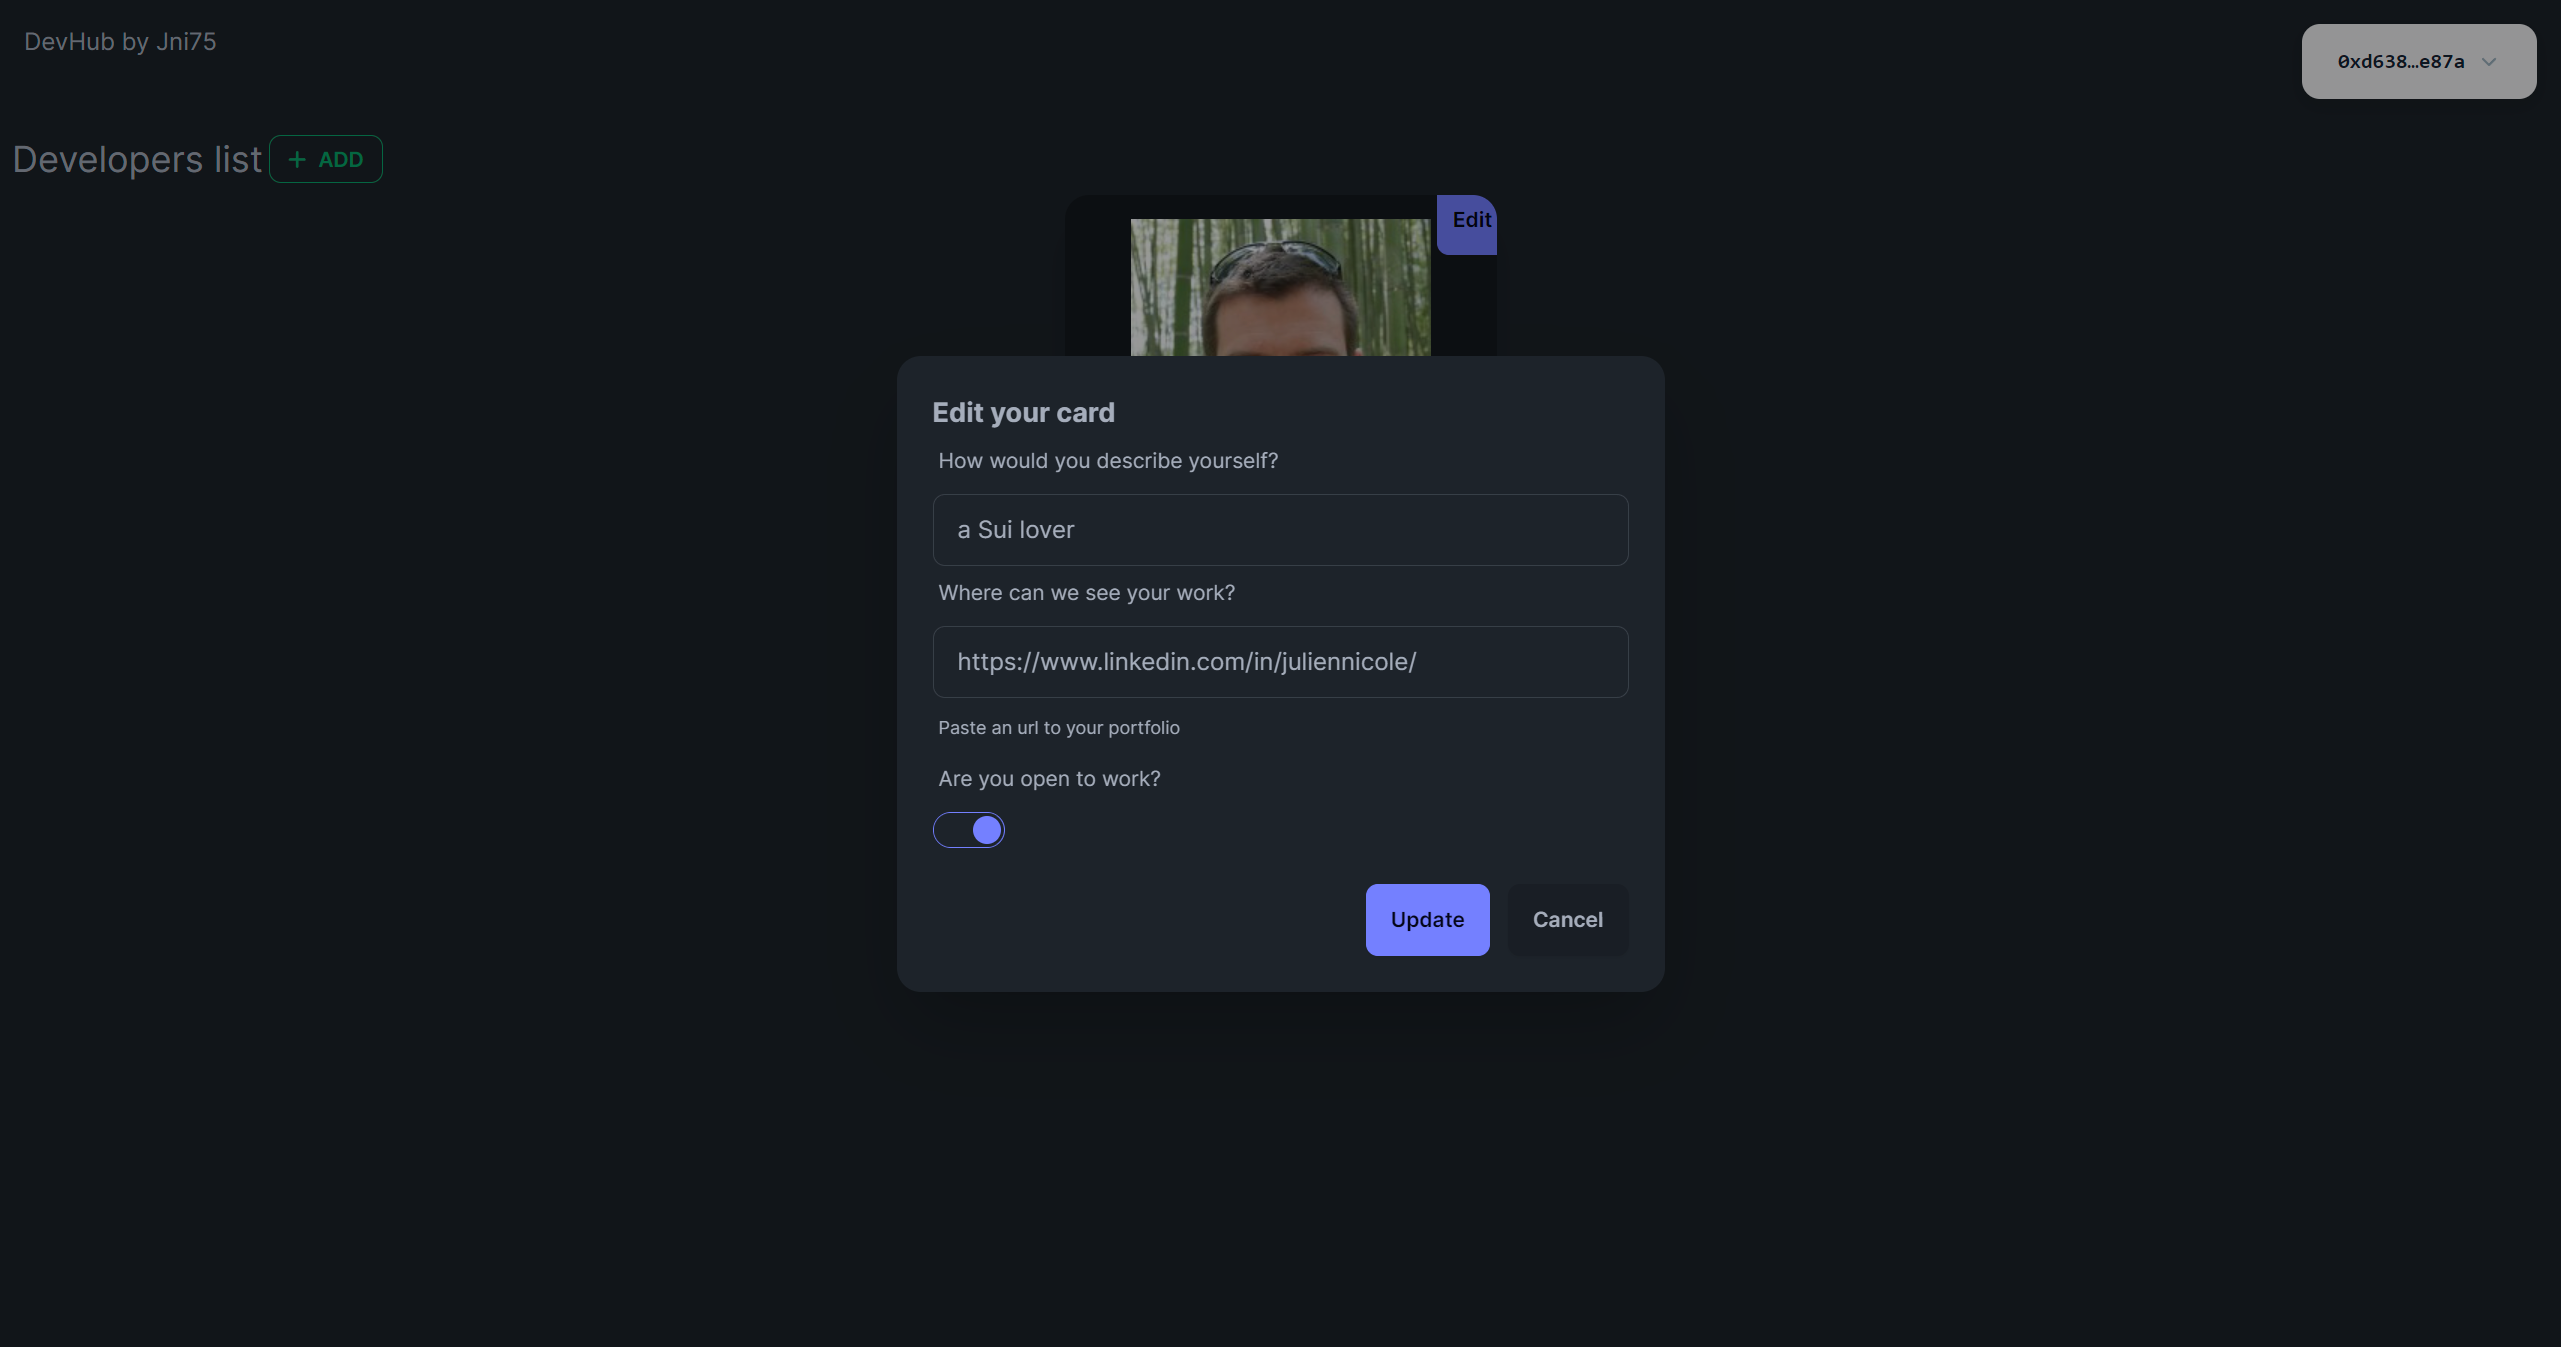 DevHub by Jni75
0xd638…e87a
Developers list
+ ADD
Edit
Edit your card
How would you describe yourself?
a Sui lover
Where can we see your work?
https://www.linkedin.com/in/juliennicole/
Paste an url to your portfolio
Are you open to work?
Update
Cancel